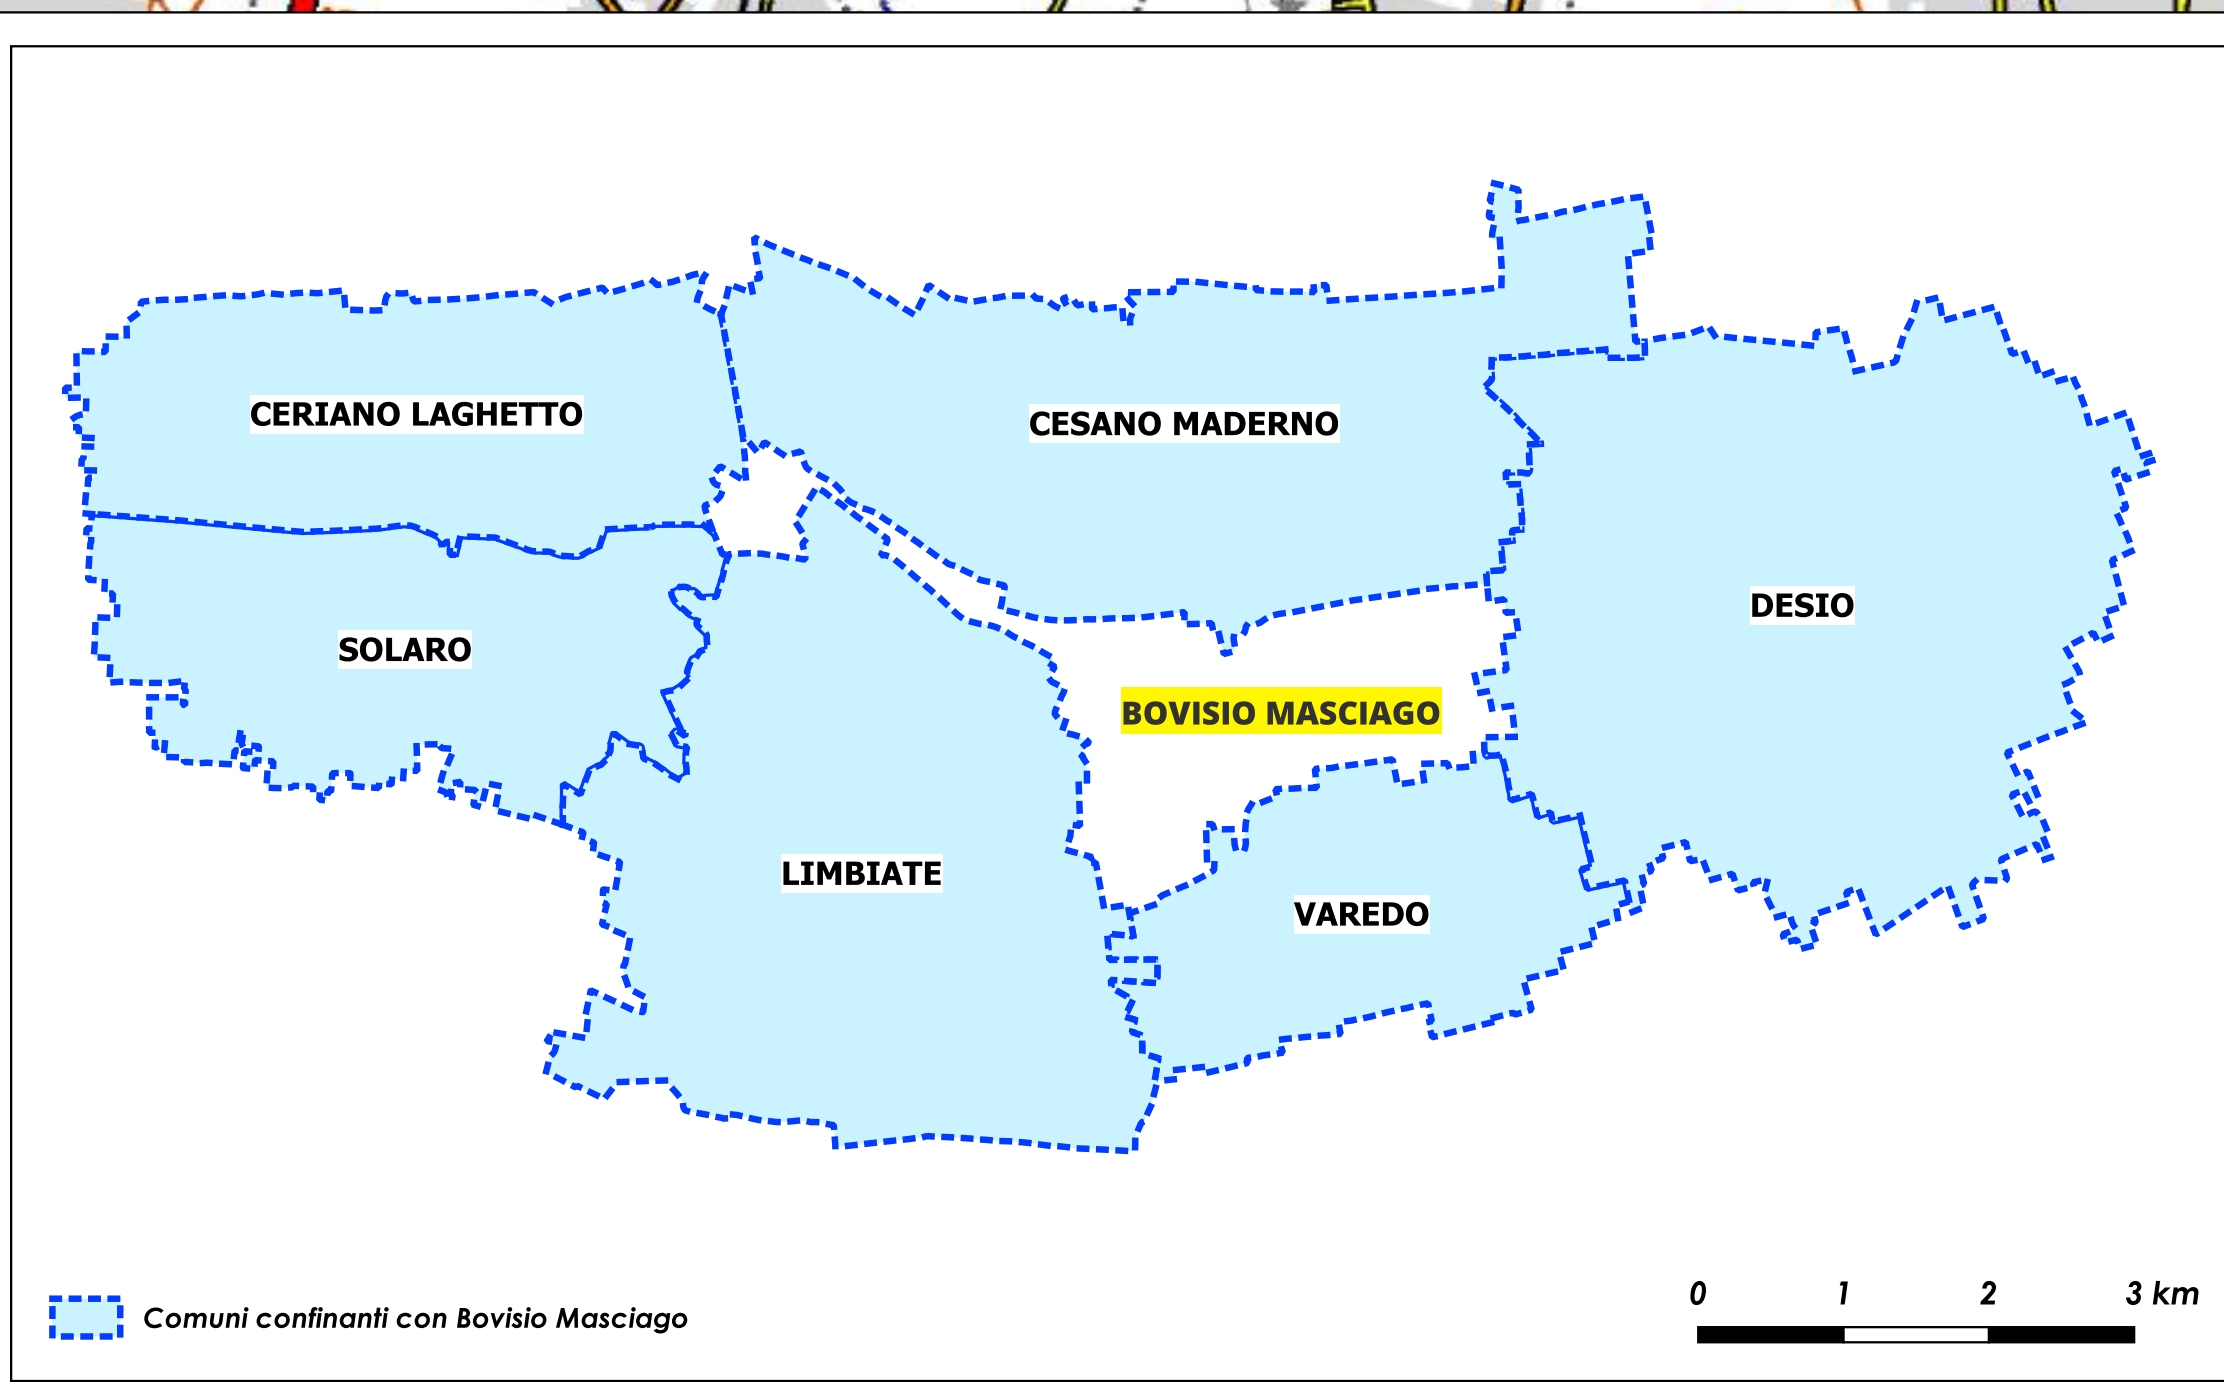 CERIANO LAGHETTO
CESANO MADERNO
DESIO
SOLARO
BOVISIO MASCIAGO
LIMBIATE
VAREDO
0 1 2 3 km
Comuni confinanti con Bovisio Masciago